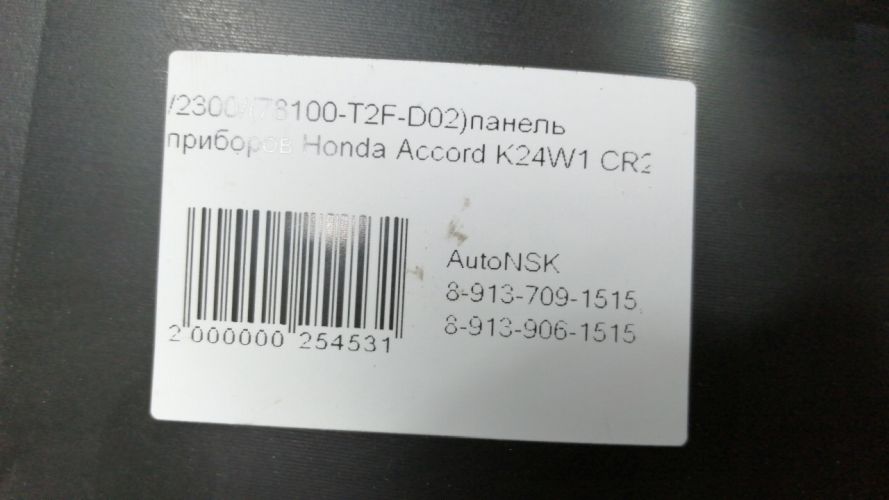 /2300/(78100-T2F-D02)панель
приборов Honda Accord K24W1 CR2
AutoNSK
8-913-709-1515,
8-913-906-1515
2 000000 254531